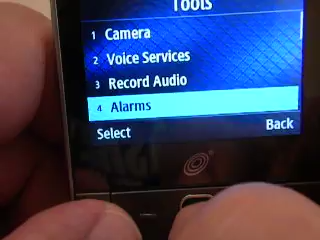 Tools
1 Camera
2 Voice Services
3 Record Audio
4 Alarms
Select Back